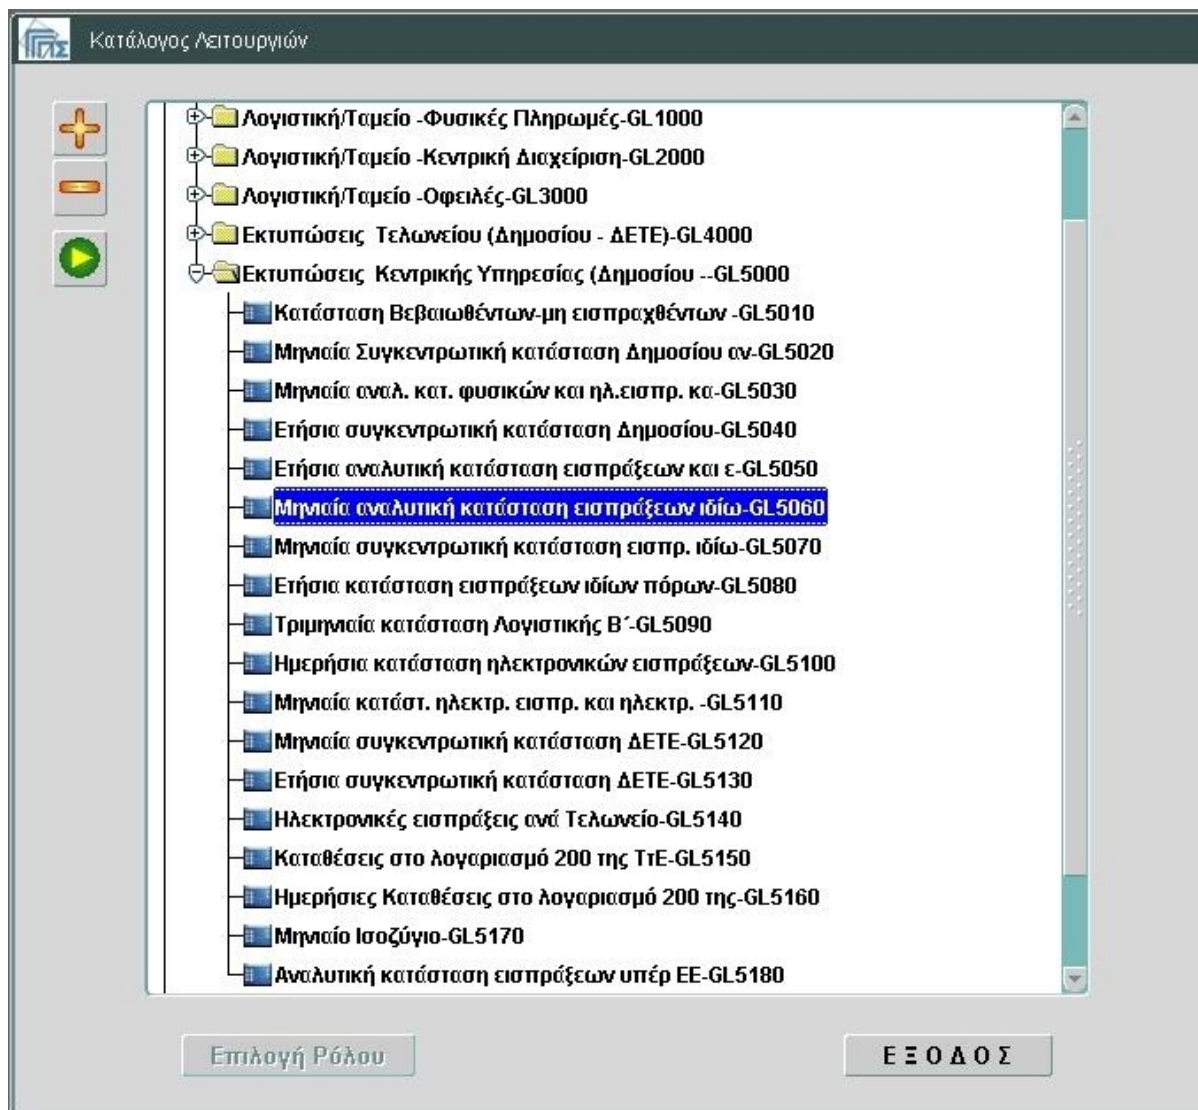 ΓΓΠΣ
Κατάλογος Λειτουργιών
Λογιστική/Ταμείο -Φυσικές Πληρωμές-GL1000
Λογιστική/Ταμείο -Κεντρική Διαχείριση-GL2000
Λογιστική/Ταμείο -Οφειλές-GL3000
Εκτυπώσεις Τελωνείου (Δημοσίου - ΔΕΤΕ)-GL4000
Εκτυπώσεις Κεντρικής Υπηρεσίας (Δημοσίου --GL5000
Κατάσταση Βεβαιωθέντων-μη εισπραχθέντων -GL5010
Μηνιαία Συγκεντρωτική κατάσταση Δημοσίου αν-GL5020
Μηνιαία αναλ. κατ. φυσικών και ηλ.εισπρ. κα-GL5030
Ετήσια συγκεντρωτική κατάσταση Δημοσίου-GL5040
Ετήσια αναλυτική κατάσταση εισπράξεων και ε-GL5050
Μηνιαία αναλυτική κατάσταση εισπράξεων ιδίω-GL5060
Μηνιαία συγκεντρωτική κατάσταση εισπρ. ιδίω-GL5070
Ετήσια κατάσταση εισπράξεων ιδίων πόρων-GL5080
Τριμηνιαία κατάσταση Λογιστικής Β΄-GL5090
Ημερήσια κατάσταση ηλεκτρονικών εισπράξεων-GL5100
Μηνιαία κατάστ. ηλεκτρ. εισπρ. και ηλεκτρ. -GL5110
Μηνιαία συγκεντρωτική κατάσταση ΔΕΤΕ-GL5120
Ετήσια συγκεντρωτική κατάσταση ΔΕΤΕ-GL5130
Ηλεκτρονικές εισπράξεις ανά Τελωνείο-GL5140
Καταθέσεις στο λογαριασμό 200 της ΤτΕ-GL5150
Ημερήσιες Καταθέσεις στο λογαριασμό 200 της-GL5160
Μηνιαίο Ισοζύγιο-GL5170
Αναλυτική κατάσταση εισπράξεων υπέρ ΕΕ-GL5180
Επιλογή Ρόλου
ΕΞΟΔΟΣ